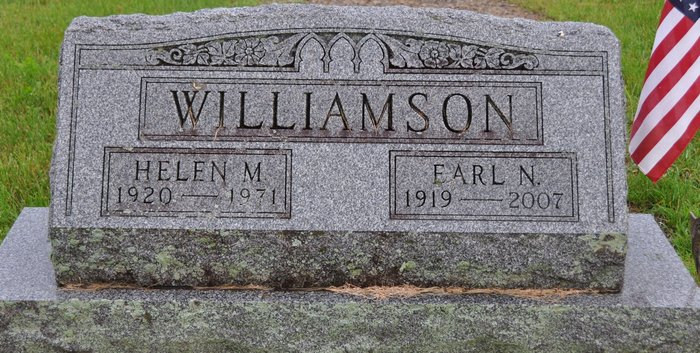 WILLIAMSON
HELEN M.
1920 — 1971
EARL N.
1919 — 2007